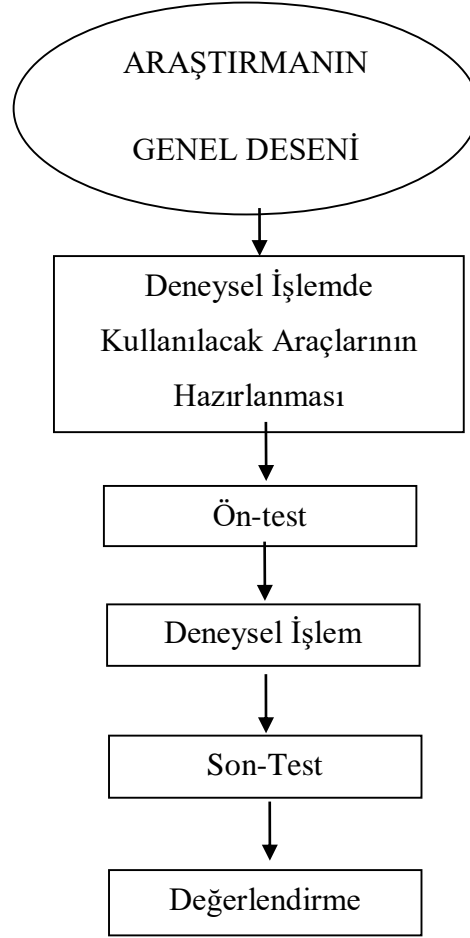 ARAŞTIRMANIN
GENEL DESENİ
Deneysel İşlemde
Kullanılacak Araçlarının
Hazırlanması
Ön-test
Deneysel İşlem
Son-Test
Değerlendirme